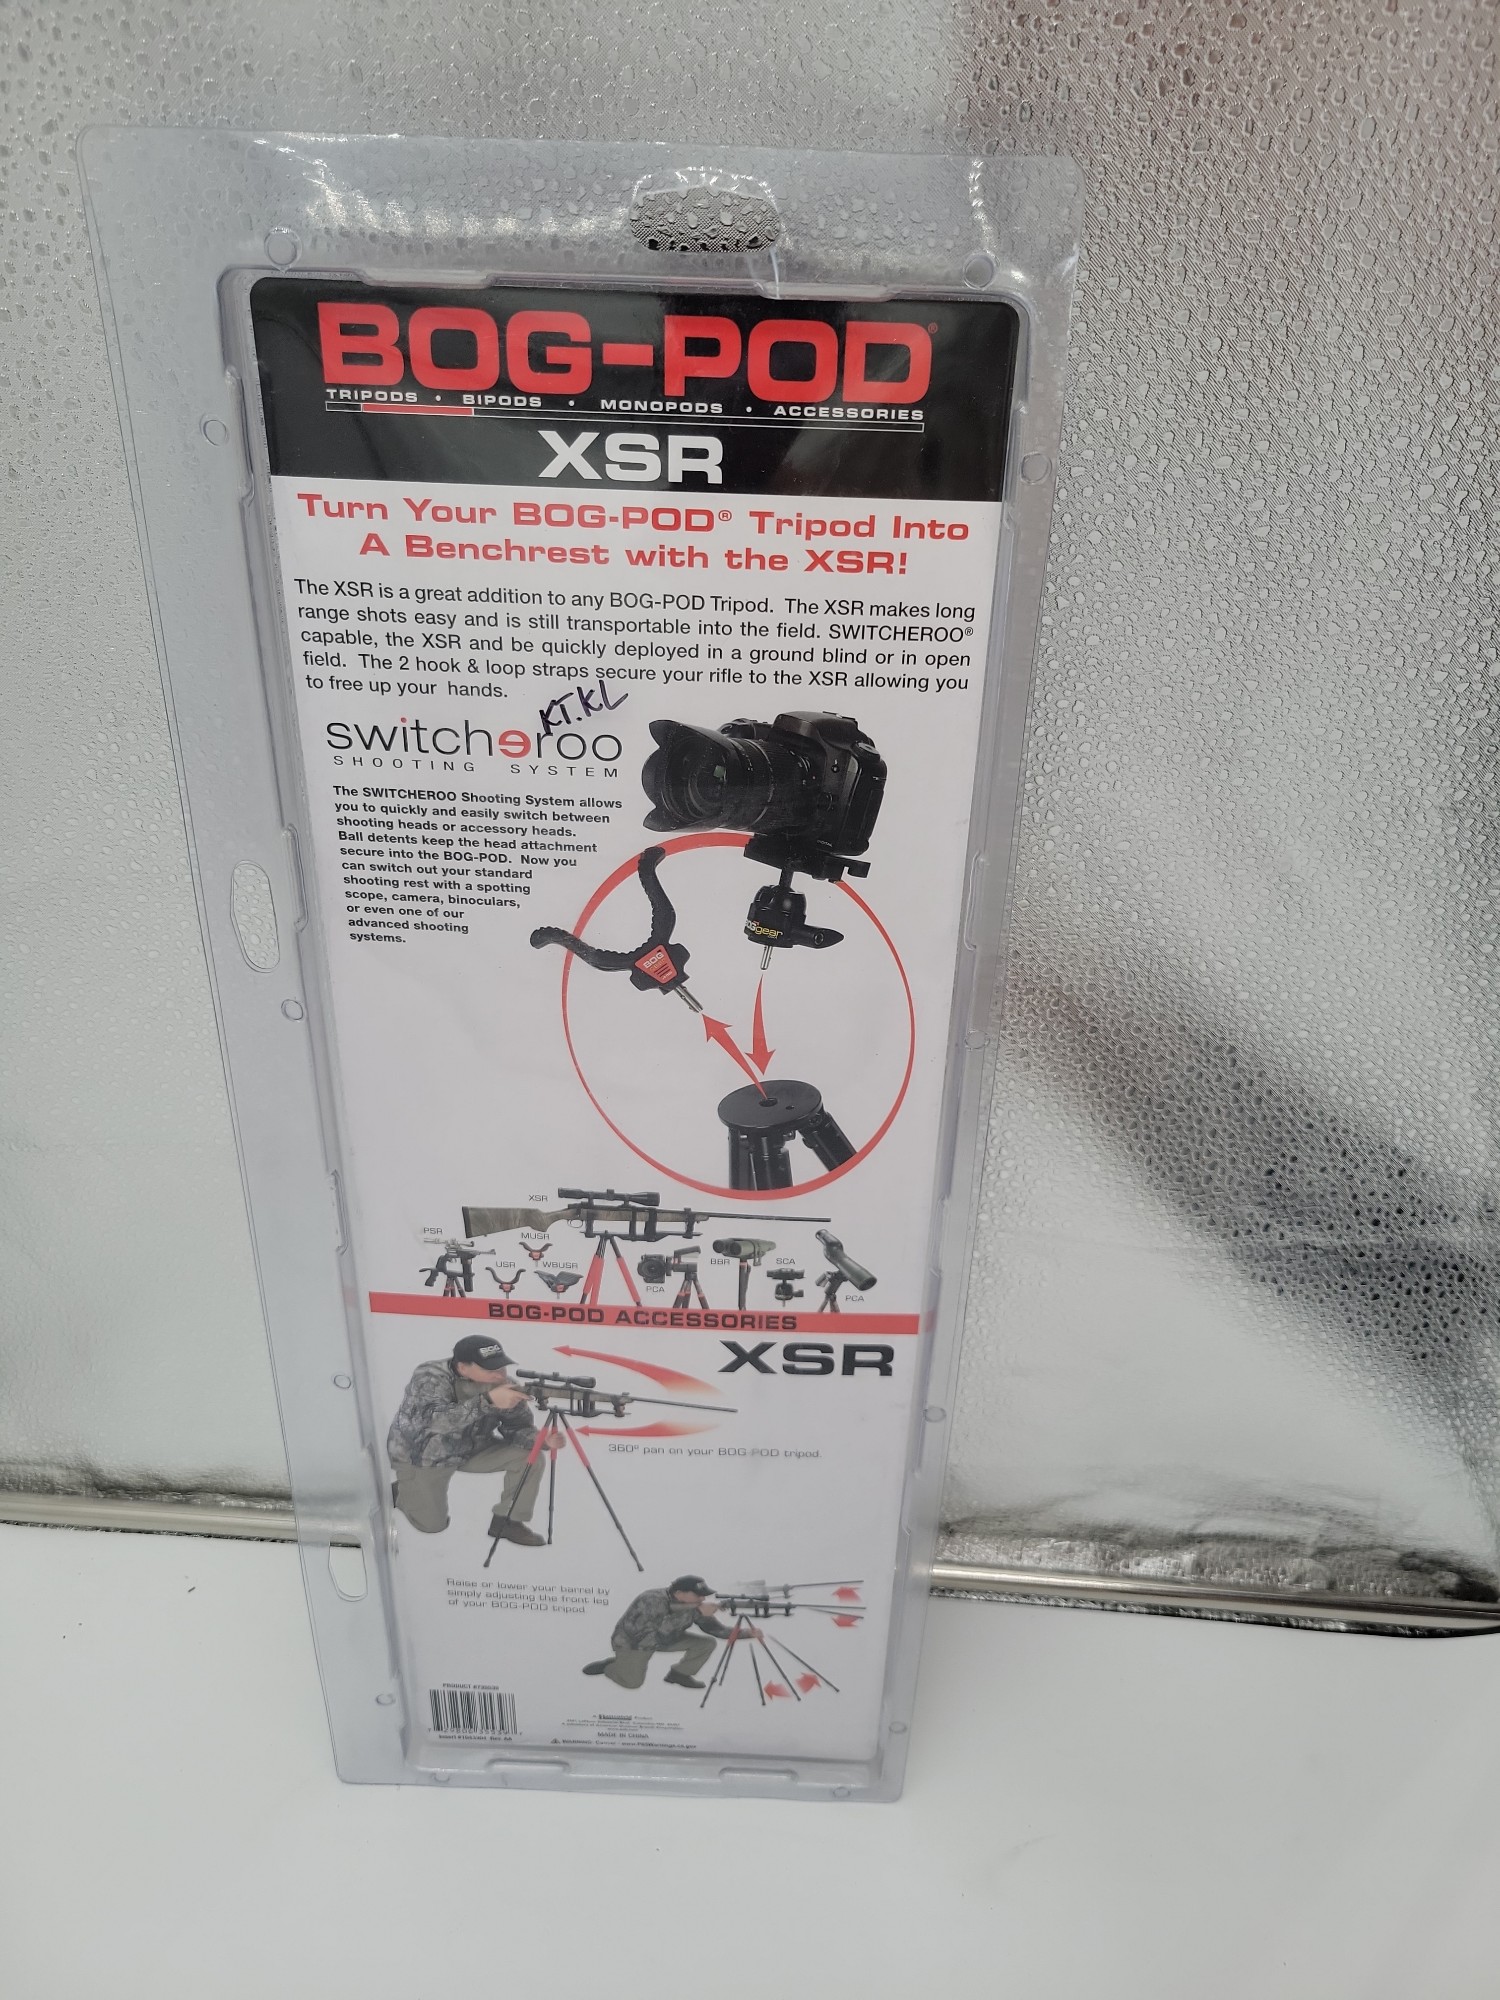 BOG-POD®
TRIPODS • BIPODS • MONOPODS • ACCESSORIES
XSR
Turn Your BOG-POD® Tripod Into
A Benchrest with the XSR!
The XSR is a great addition to any BOG-POD Tripod. The XSR makes long
range shots easy and is still transportable into the field. SWITCHEROO®
capable, the XSR and be quickly deployed in a ground blind or in open
field. The 2 hook & loop straps secure your rifle to the XSR allowing you
to free up your hands.
KT.KL
switcheroo
SHOOTING SYSTEM
The SWITCHEROO Shooting System allows
you to quickly and easily switch between
shooting heads or accessory heads.
Ball detents keep the head attachment
secure into the BOG-POD. Now you
can switch out your standard
shooting rest with a spotting
scope, camera, binoculars,
or even one of our
advanced shooting
systems.
gear
BOG
XSR
PSR
MUSR
USR
WBUSR
PCA
BBR
SCA
PCA
BOG-POD ACCESSORIES
XSR
BOG
360º pan on your BOG-POD tripod.
Raise or lower your barrel by
simply adjusting the front leg
of your BOG-POD tripod
MADE IN CHINA